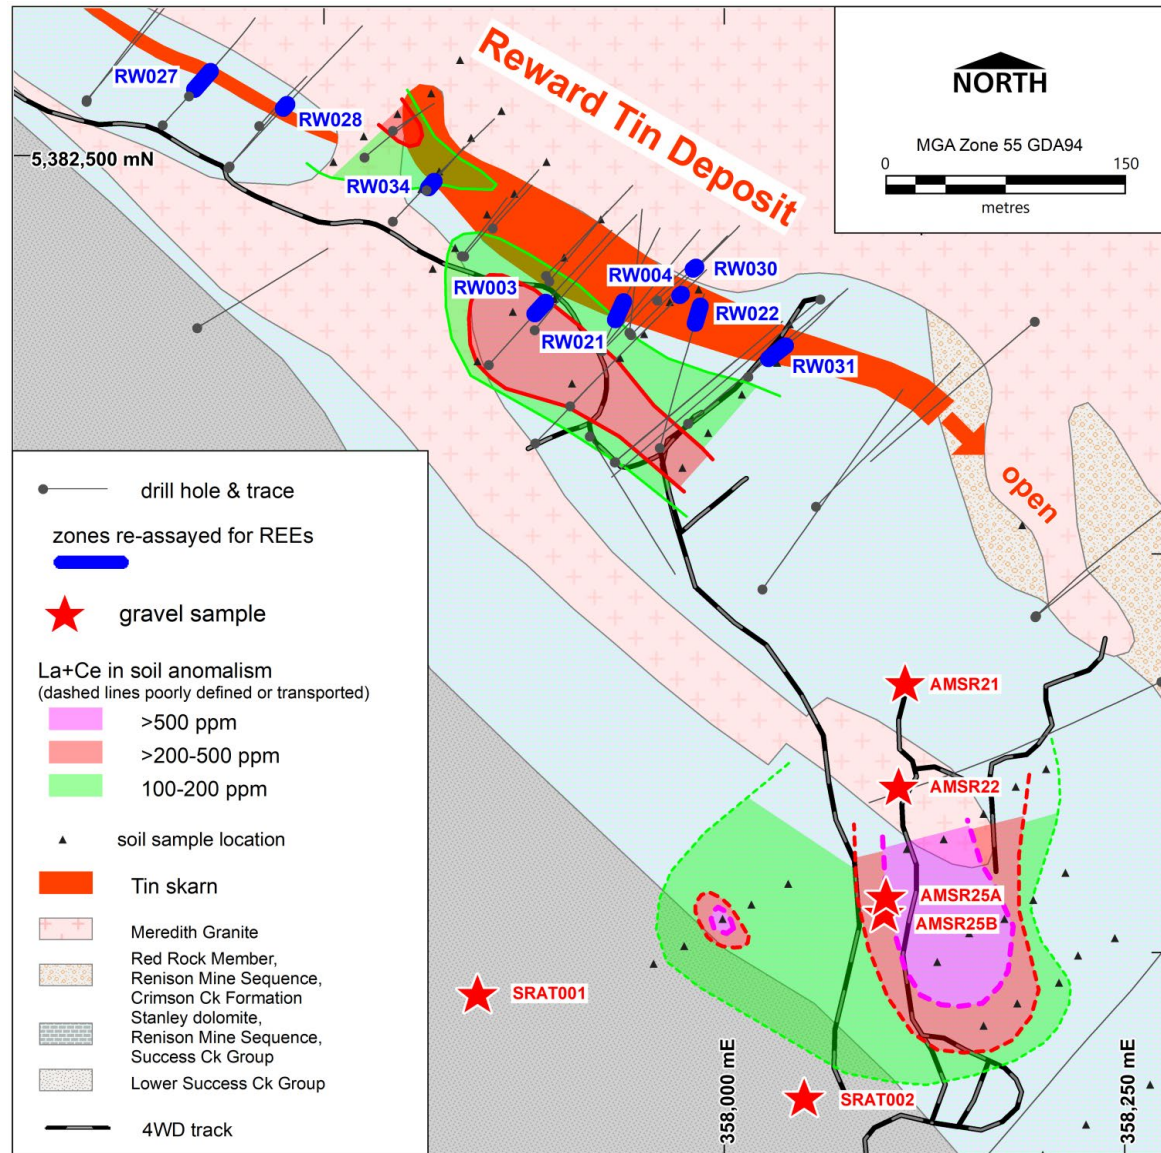 Reward Tin Deposit
NORTH
MGA Zone 55 GDA94
0 150
metres
RW027
RW028
5,382,500 mN
RW034
RW030
RW004
RW003
RW022
RW021
RW031
open
drill hole & trace
zones re-assayed for REEs
gravel sample
La+Ce in soil anomalism
(dashed lines poorly defined or transported)
>500 ppm
>200-500 ppm
100-200 ppm
soil sample location
Tin skarn
Meredith Granite
Red Rock Member,
Renison Mine Sequence,
Crimson Ck Formation
Stanley dolomite,
Renison Mine Sequence,
Success Ck Group
Lower Success Ck Group
4WD track
AMSR21
AMSR22
AMSR25A
AMSR25B
SRAT001
SRAT002
358,000 mE
358,250 mE